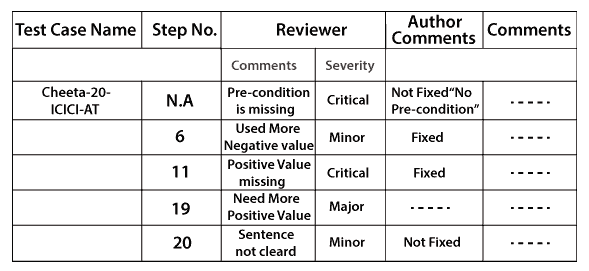 Test Case Name Step No. Reviewer Author Comments Comments
Comments Severity
Cheeta-20-ICICI-AT N.A Pre-condition is missing Critical Not Fixed“No Pre-condition” -----
6 Used More Negative value Minor Fixed -----
11 Positive Value missing Critical Fixed -----
19 Need More Positive Value Major ----- -----
20 Sentence not cleard Minor Not Fixed -----